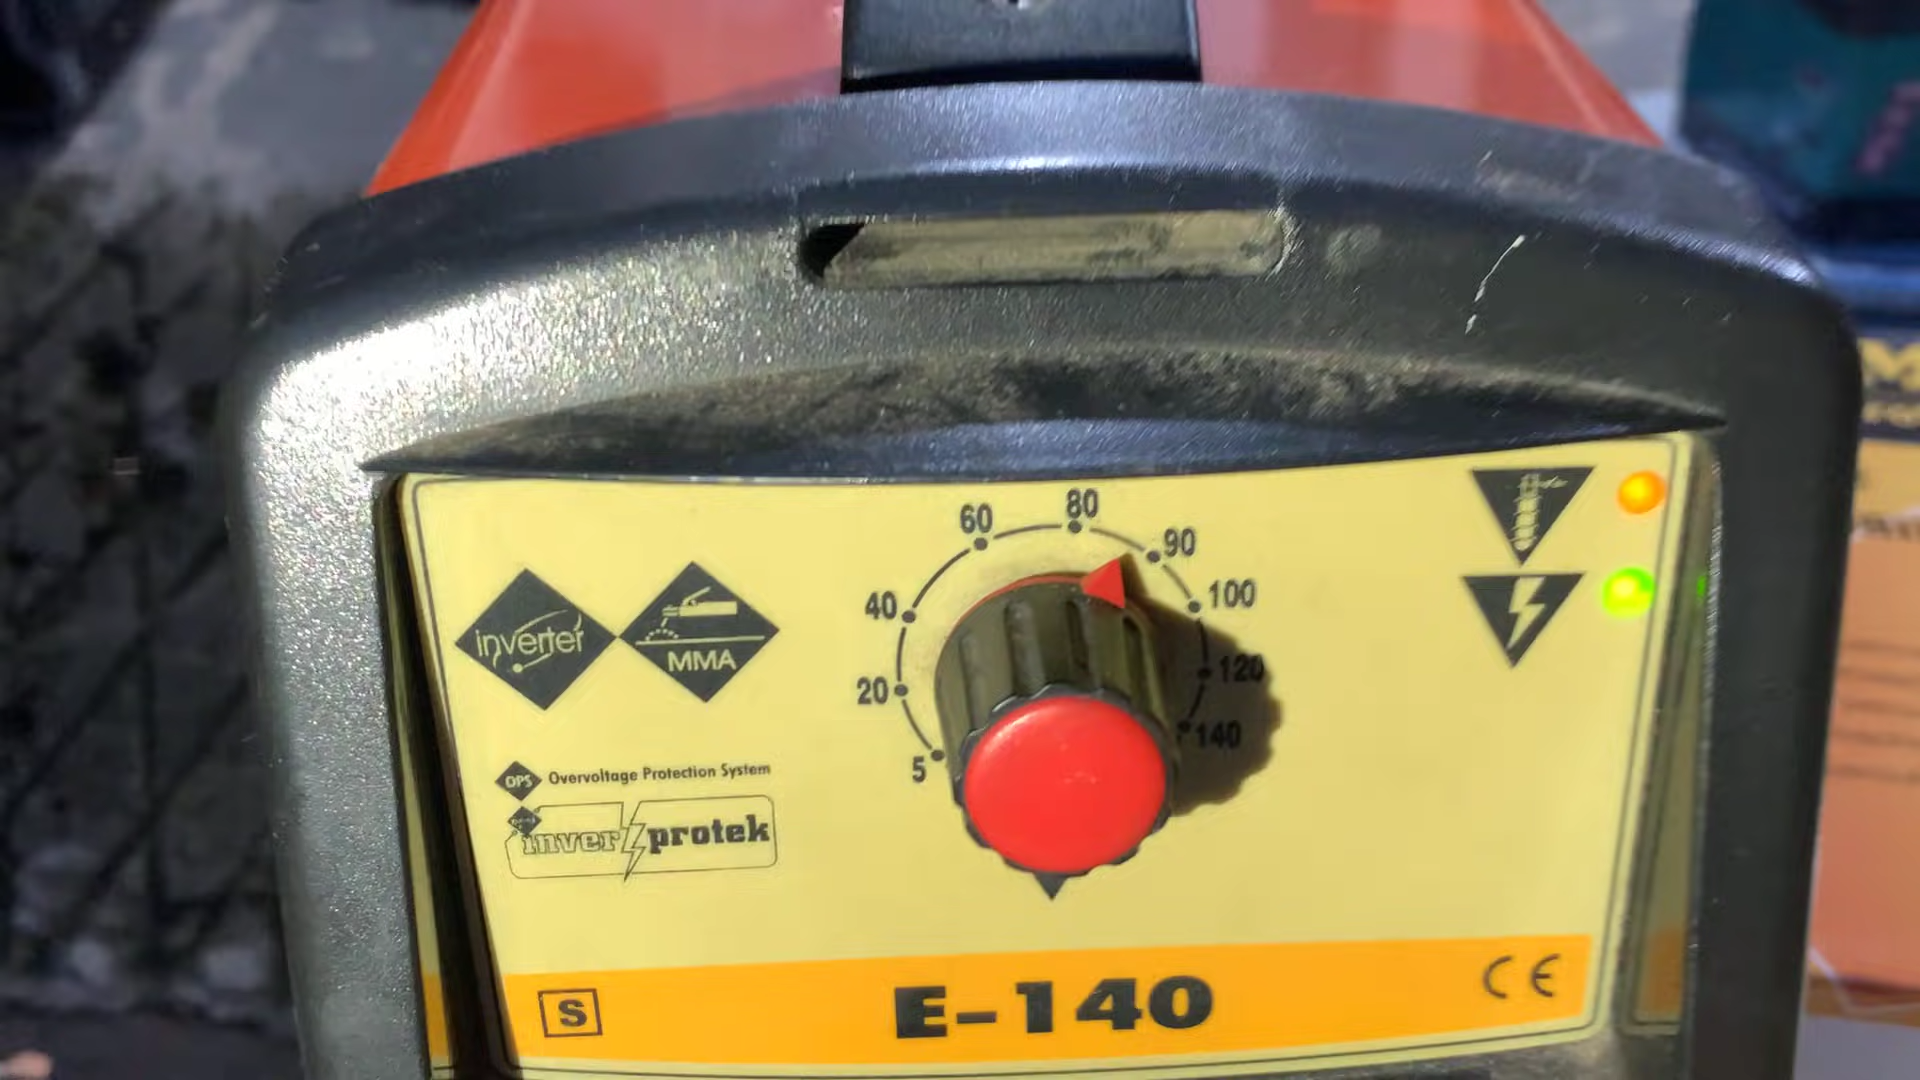 60
80
90
40
100
20
120
5
140
inverter
MMA
OPS Overvoltage Protection System
inver protek
S
E-140
CE